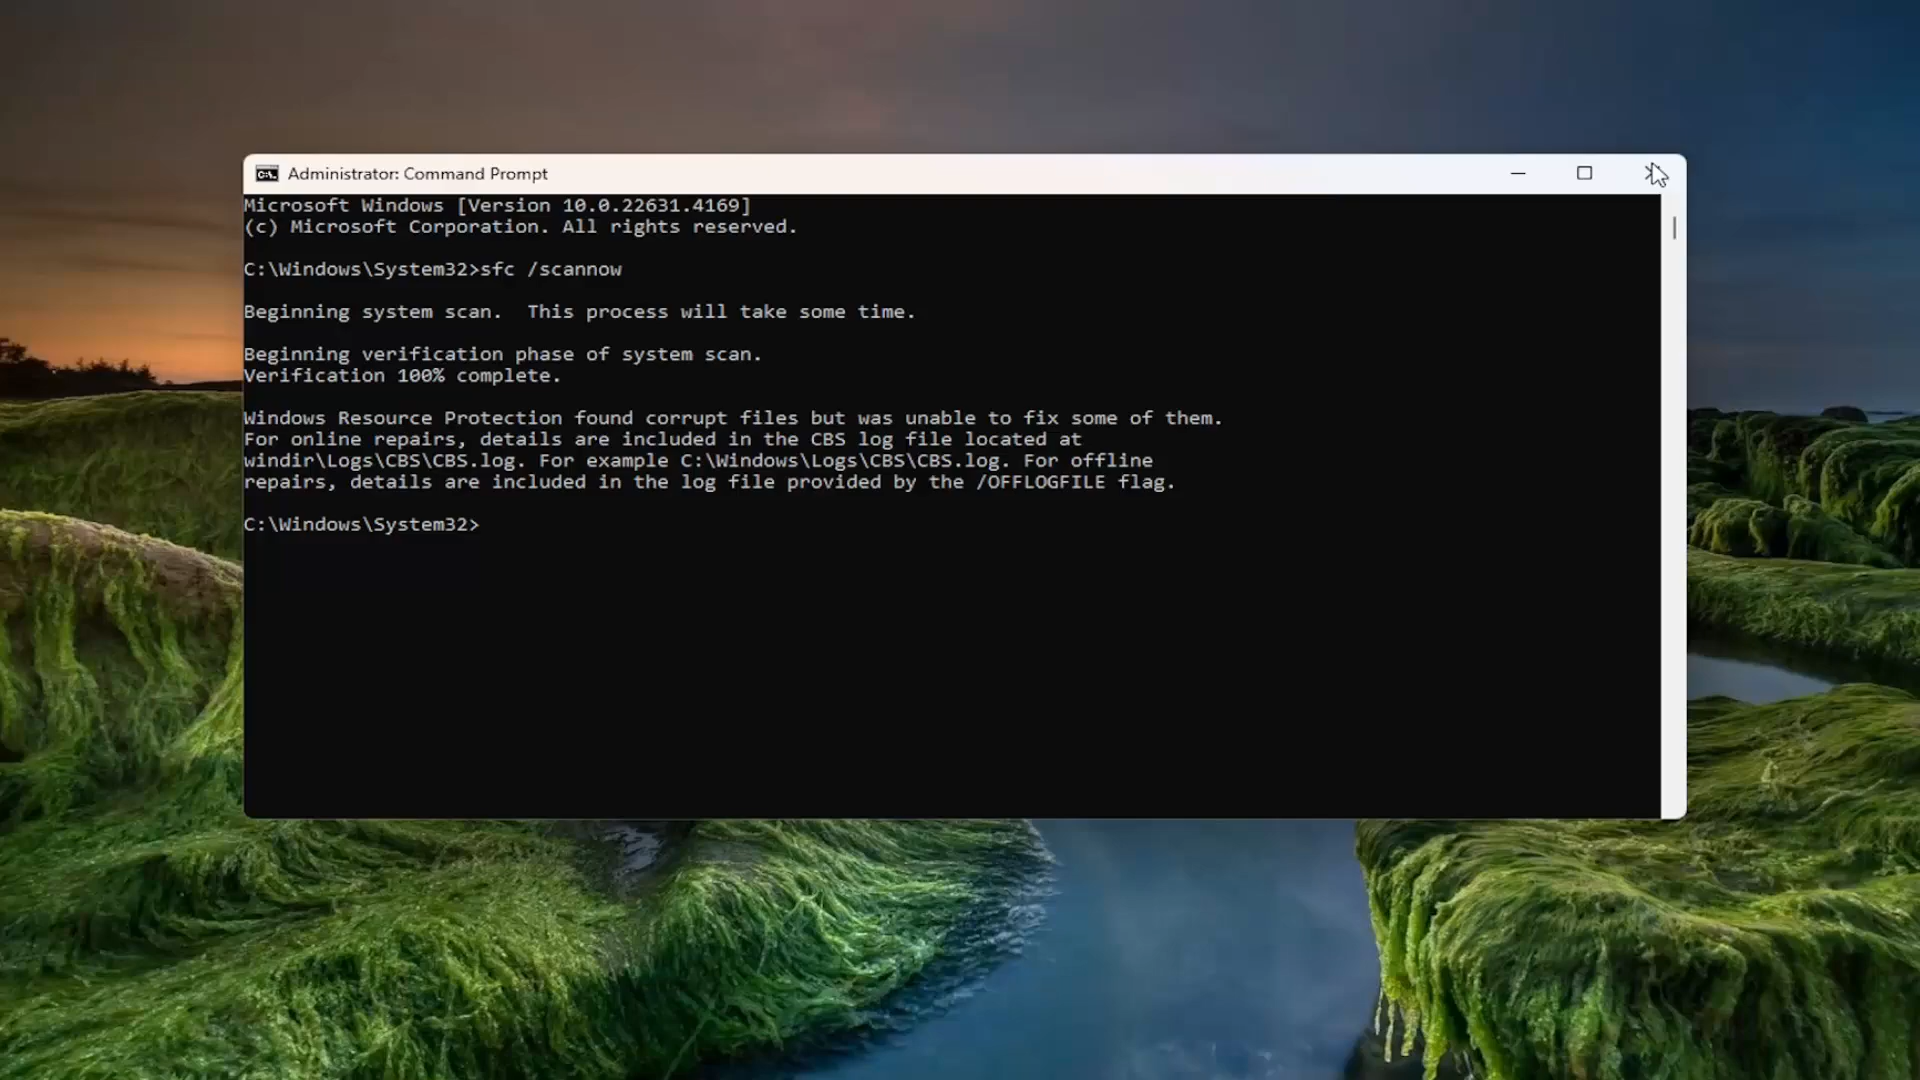 Administrator: Command Prompt
Microsoft Windows [Version 10.0.22631.4169]
(c) Microsoft Corporation. All rights reserved.
C:\Windows\System32>sfc /scannow
Beginning system scan.  This process will take some time.
Beginning verification phase of system scan.
Verification 100% complete.
Windows Resource Protection found corrupt files but was unable to fix some of them.
For online repairs, details are included in the CBS log file located at
windir\Logs\CBS\CBS.log. For example C:\Windows\Logs\CBS\CBS.log. For offline
repairs, details are included in the log file provided by the /OFFLOGFILE flag.
C:\Windows\System32>